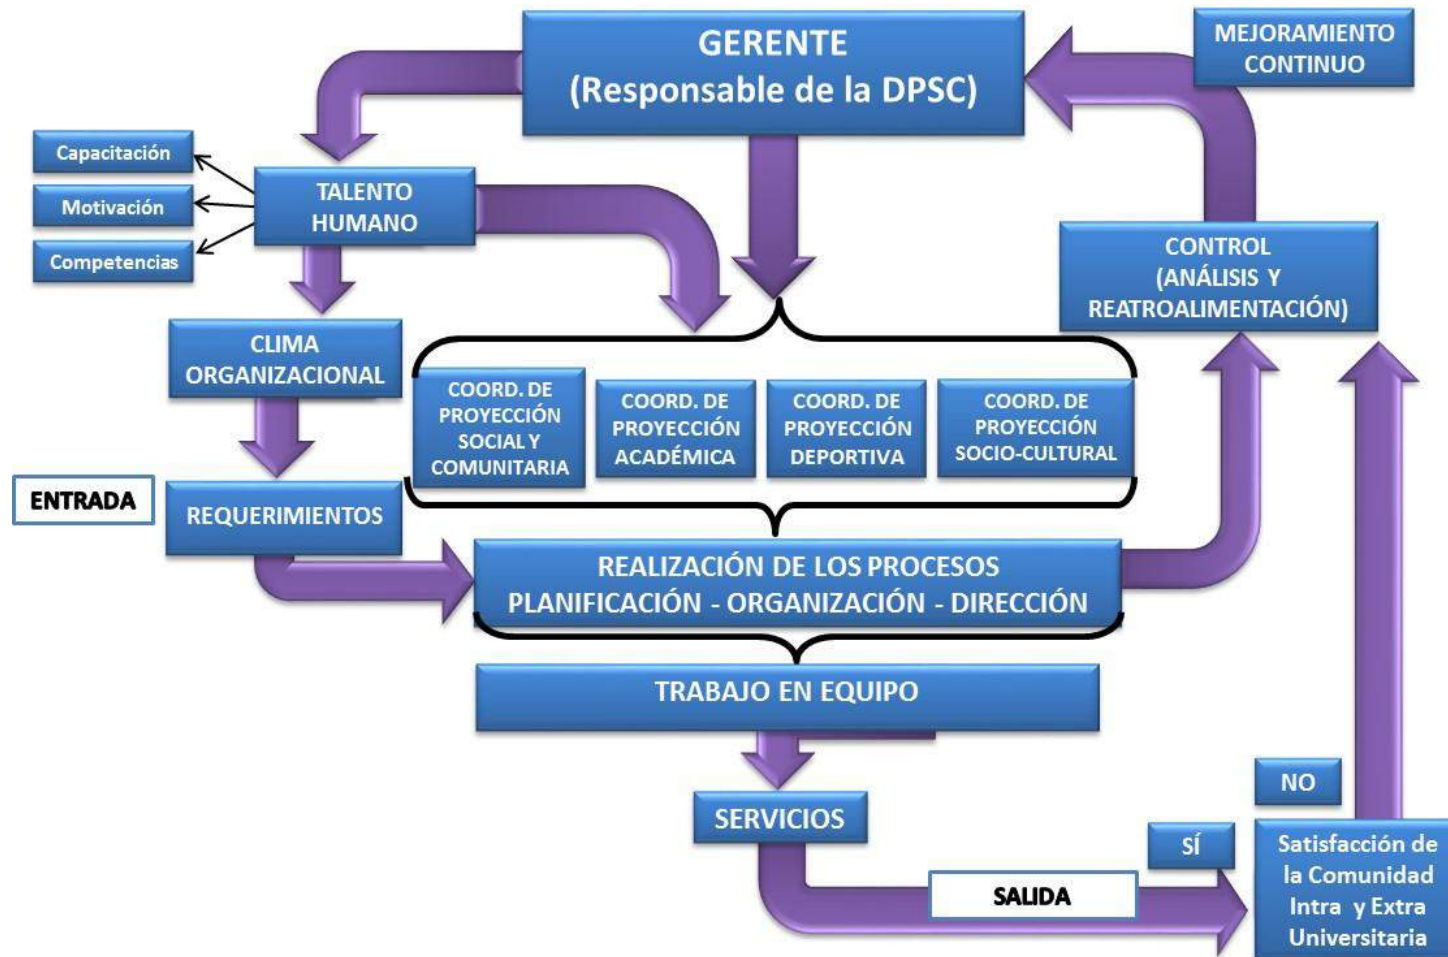 GERENTE
(Responsable de la DPSC)
MEJORAMIENTO
CONTINUO
Capacitación
Motivación
Competencias
TALENTO
HUMANO
CONTROL
(ANÁLISIS Y
REATROALIMENTACIÓN)
CLIMA
ORGANIZACIONAL
COORD. DE
PROYECCIÓN
SOCIAL Y
COMUNITARIA
COORD. DE
PROYECCIÓN
ACADÉMICA
COORD. DE
PROYECCIÓN
DEPORTIVA
COORD. DE
PROYECCIÓN
SOCIO-CULTURAL
ENTRADA
REQUERIMIENTOS
REALIZACIÓN DE LOS PROCESOS
PLANIFICACIÓN - ORGANIZACIÓN - DIRECCIÓN
TRABAJO EN EQUIPO
SERVICIOS
NO
SÍ
SALIDA
Satisfacción de
la Comunidad
Intra y Extra
Universitaria